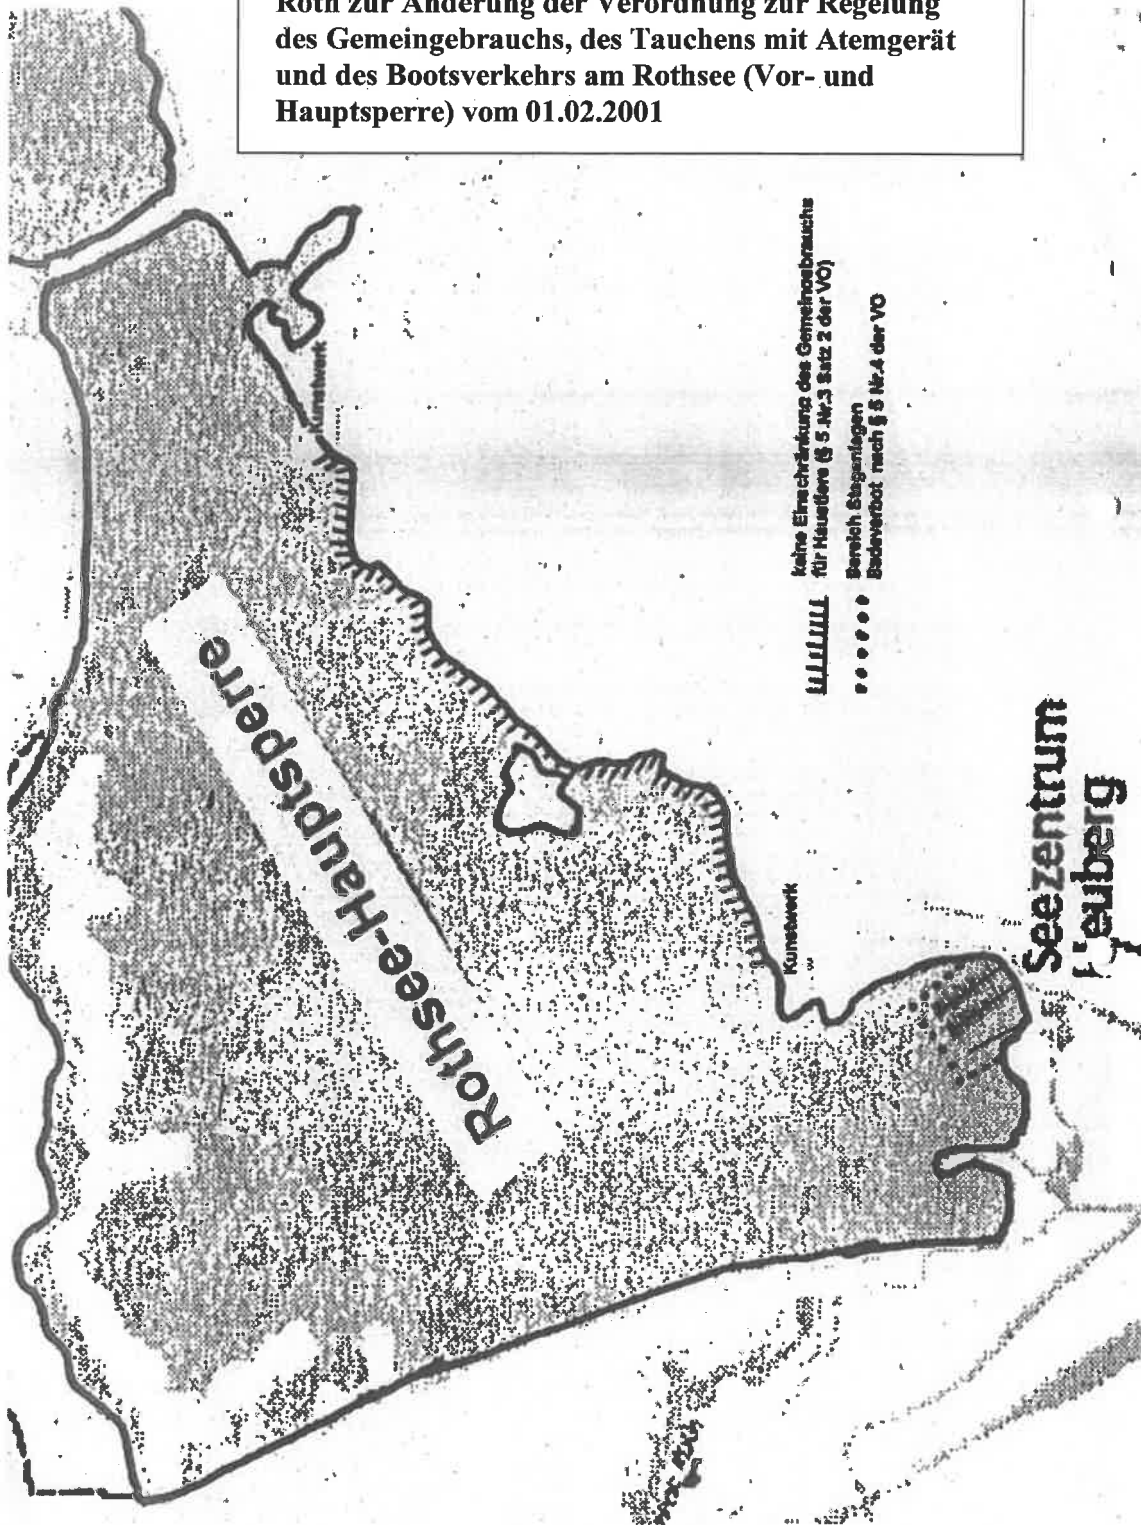 Roth zur Änderung der Verordnung zur Regelung
des Gemeingebrauchs, des Tauchens mit Atemgerät
und des Bootsverkehrs am Rothsee (Vor- und
Hauptsperre) vom 01.02.2001
Kunstwerk
keine Einschränkung des Gemeingebrauchs
für Haustiere (§ 5 Nr.3 Satz 2 der VO)
Bereich Steganlagen
Badeverbot nach § 5 Nr.4 der VO
Rothsee-Hauptsperre
Kunstwerk
Seezentrum
Heuberg